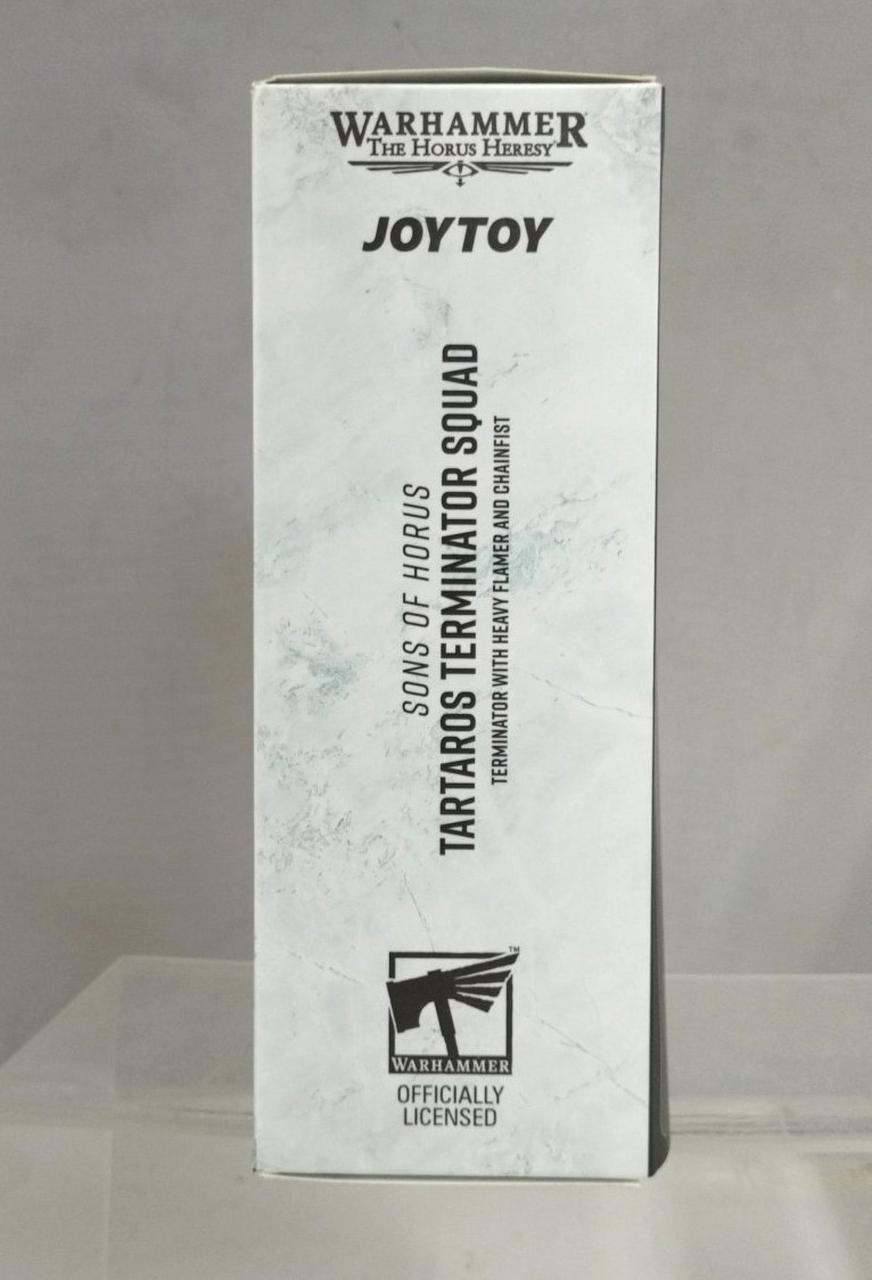 WARHAMMER
THE HORUS HERESY
JOYTOY
SONS OF HORUS
TARTAROS TERMINATOR SQUAD
TERMINATOR WITH HEAVY FLAMER AND CHAINFIST
™
WARHAMMER
OFFICIALLY
LICENSED